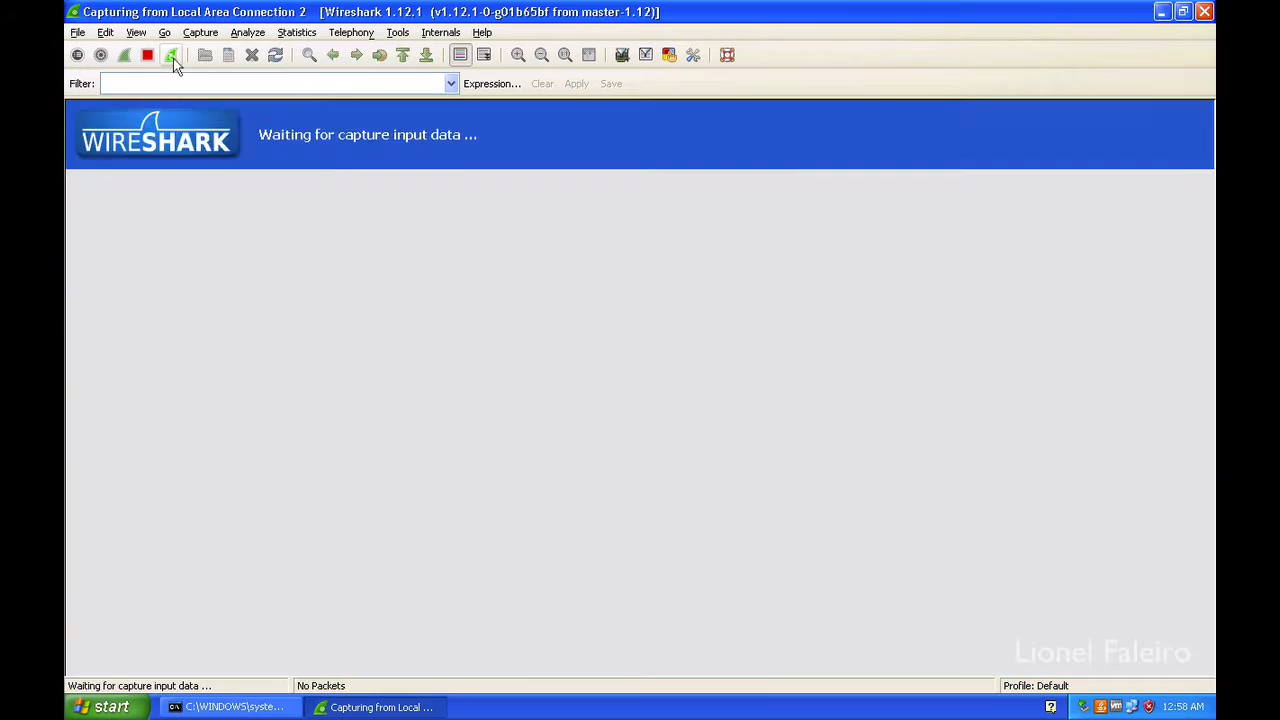 Capturing from Local Area Connection 2 [Wireshark 1.12.1 (v1.12.1-0-g01b65bf from master-1.12)]
File Edit View Go Capture Analyze Statistics Telephony Tools Internals Help
Filter: Expression... Clear Apply Save
WIRESHARK Waiting for capture input data ...
Lionel Faleiro
Waiting for capture input data ... No Packets Profile: Default
start C:\WINDOWS\syste... Capturing from Local ... 12:58 AM